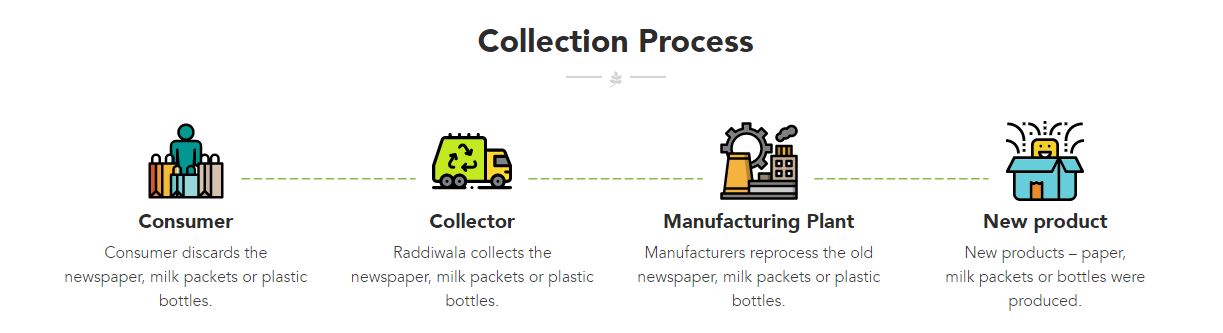 Collection Process
Consumer
Consumer discards the
newspaper, milk packets or plastic
bottles.
Collector
Raddiwala collects the
newspaper, milk packets or plastic
bottles.
Manufacturing Plant
Manufacturers reprocess the old
newspaper, milk packets or plastic
bottles.
New product
New products – paper,
milk packets or bottles were
produced.